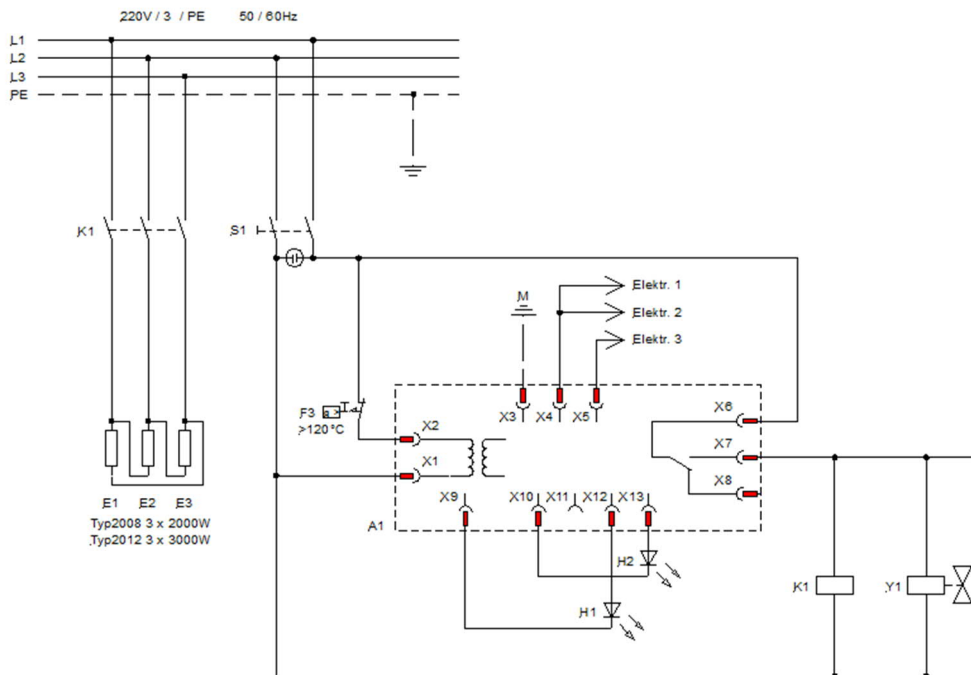 220V / 3 / PE 50 / 60Hz
L1
L2
L3
PE
K1
S1
M
Elektr. 1
Elektr. 2
Elektr. 3
F3
>120°C
X3 X4 X5
X6
X2
X7
X1
X8
X9 X10 X11 X12 X13
A1
E1 E2 E3
Typ2008 3 x 2000W
Typ2012 3 x 3000W
H2
H1
K1
Y1